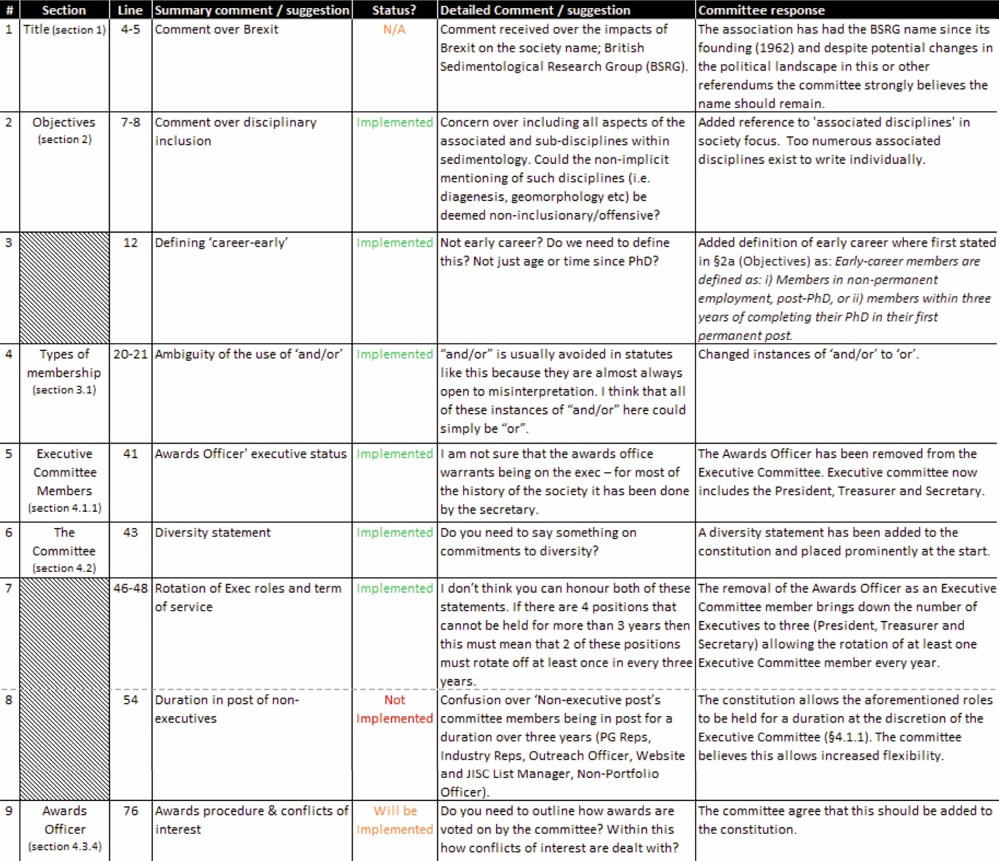 # Section Line Summary comment / suggestion Status? Detailed Comment / suggestion Committee response
1 Title (section 1) 4-5 Comment over Brexit N/A Comment received over the impacts of
Brexit on the society name; British
Sedimentological Research Group (BSRG).
The association has had the BSRG name since its
founding (1962) and despite potential changes in
the political landscape in this or other
referendums the committee strongly believes the
name should remain.
2 Objectives
(section 2)
7-8 Comment over disciplinary
inclusion
Implemented
Concern over including all aspects of the
associated and sub-disciplines within
sedimentology. Could the non-implicit
mentioning of such disciplines (i.e.
diagenesis, geomorphology etc) be
deemed non-inclusionary/offensive?
Added reference to 'associated disciplines' in
society focus.  Too numerous associated
disciplines exist to write individually.
3 12 Defining ‘career-early’ Implemented
Not early career? Do we need to define
this? Not just age or time since PhD?
Added definition of early career where first stated
in §2a (Objectives) as: Early-career members are
defined as: i) Members in non-permanent
employment, post-PhD, or ii) members within three
years of completing their PhD in their first
permanent post.
4 Types of
membership
(section 3.1)
20-21 Ambiguity of the use of ‘and/or’ Implemented
“and/or” is usually avoided in statutes
like this because they are almost always
open to misinterpretation. I think that all
of these instances of “and/or” here could
simply be “or”.
Changed instances of ‘and/or’ to ‘or’.
5 Executive
Committee
Members
(section 4.1.1)
41 Awards Officer' executive status Implemented
I am not sure that the awards office
warrants being on the exec – for most of
the history of the society it has been done
by the secretary.
The Awards Officer has been removed from the
Executive Committee. Executive committee now
includes the President, Treasurer and Secretary.
6 The
Committee
(section 4.2)
43 Diversity statement Implemented
Do you need to say something on
commitments to diversity?
A diversity statement has been added to the
constitution and placed prominently at the start.
7 46-48 Rotation of Exec roles and term
of service
Implemented
I don’t think you can honour both of these
statements. If there are 4 positions that
cannot be held for more than 3 years then
this must mean that 2 of these positions
must rotate off at least once in every three
years.
The removal of the Awards Officer as an Executive
Committee member brings down the number of
Executives to three (President, Treasurer and
Secretary) allowing the rotation of at least one
Executive Committee member every year.
8 54 Duration in post of non-
executives
Not
Implemented
Confusion over ‘Non-executive post’s
committee members being in post for a
duration over three years (PG Reps,
Industry Reps, Outreach Officer, Website
and JISC List Manager, Non-Portfolio
Officer).
The constitution allows the aforementioned roles
to be held for a duration at the discretion of the
Executive Committee (§4.1.1). The committee
believes this allows increased flexibility.
9 Awards
Officer
(section 4.3.4)
76 Awards procedure & conflicts of
interest
Will be
Implemented
Do you need to outline how awards are
voted on by the committee? Within this
how conflicts of interest are dealt with?
The committee agree that this should be added to
the constitution.